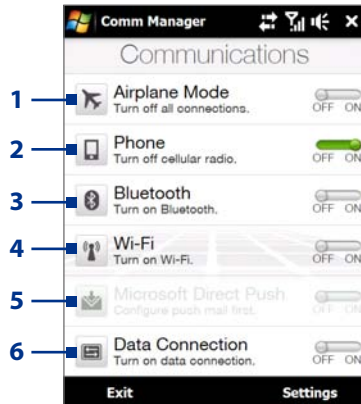 Comm Manager
Communications
1 Airplane Mode
Turn off all connections.
OFF ON
2 Phone
Turn off cellular radio.
OFF ON
3 Bluetooth
Turn on Bluetooth.
OFF ON
4 Wi-Fi
Turn on Wi-Fi.
OFF ON
5 Microsoft Direct Push
Configure push mail first.
OFF ON
6 Data Connection
Turn on data connection.
OFF ON
Exit Settings